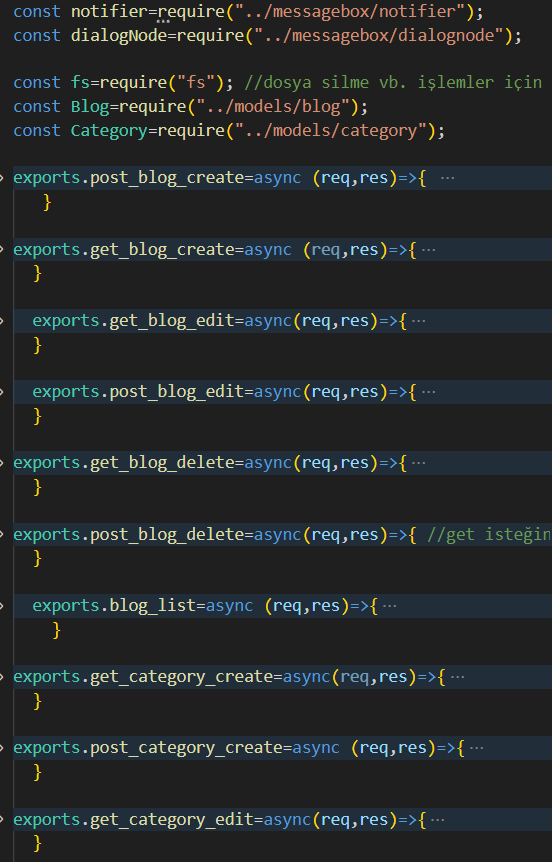 const notifier=require("../messagebox/notifier");
const dialogNode=require("../messagebox/dialognode");
const fs=require("fs"); //dosya silme vb. işlemler için
const Blog=require("../models/blog");
const Category=require("../models/category");
exports.post_blog_create=async (req,res)=>{ ...
}
exports.get_blog_create=async (req,res)=>{ ...
}
exports.get_blog_edit=async(req,res)=>{ ...
}
exports.post_blog_edit=async(req,res)=>{ ...
}
exports.get_blog_delete=async(req,res)=>{ ...
}
exports.post_blog_delete=async(req,res)=>{ //get isteğin
}
exports.blog_list=async (req,res)=>{ ...
}
exports.get_category_create=async(req,res)=>{ ...
}
exports.post_category_create=async (req,res)=>{ ...
}
exports.get_category_edit=async(req,res)=>{ ...
}